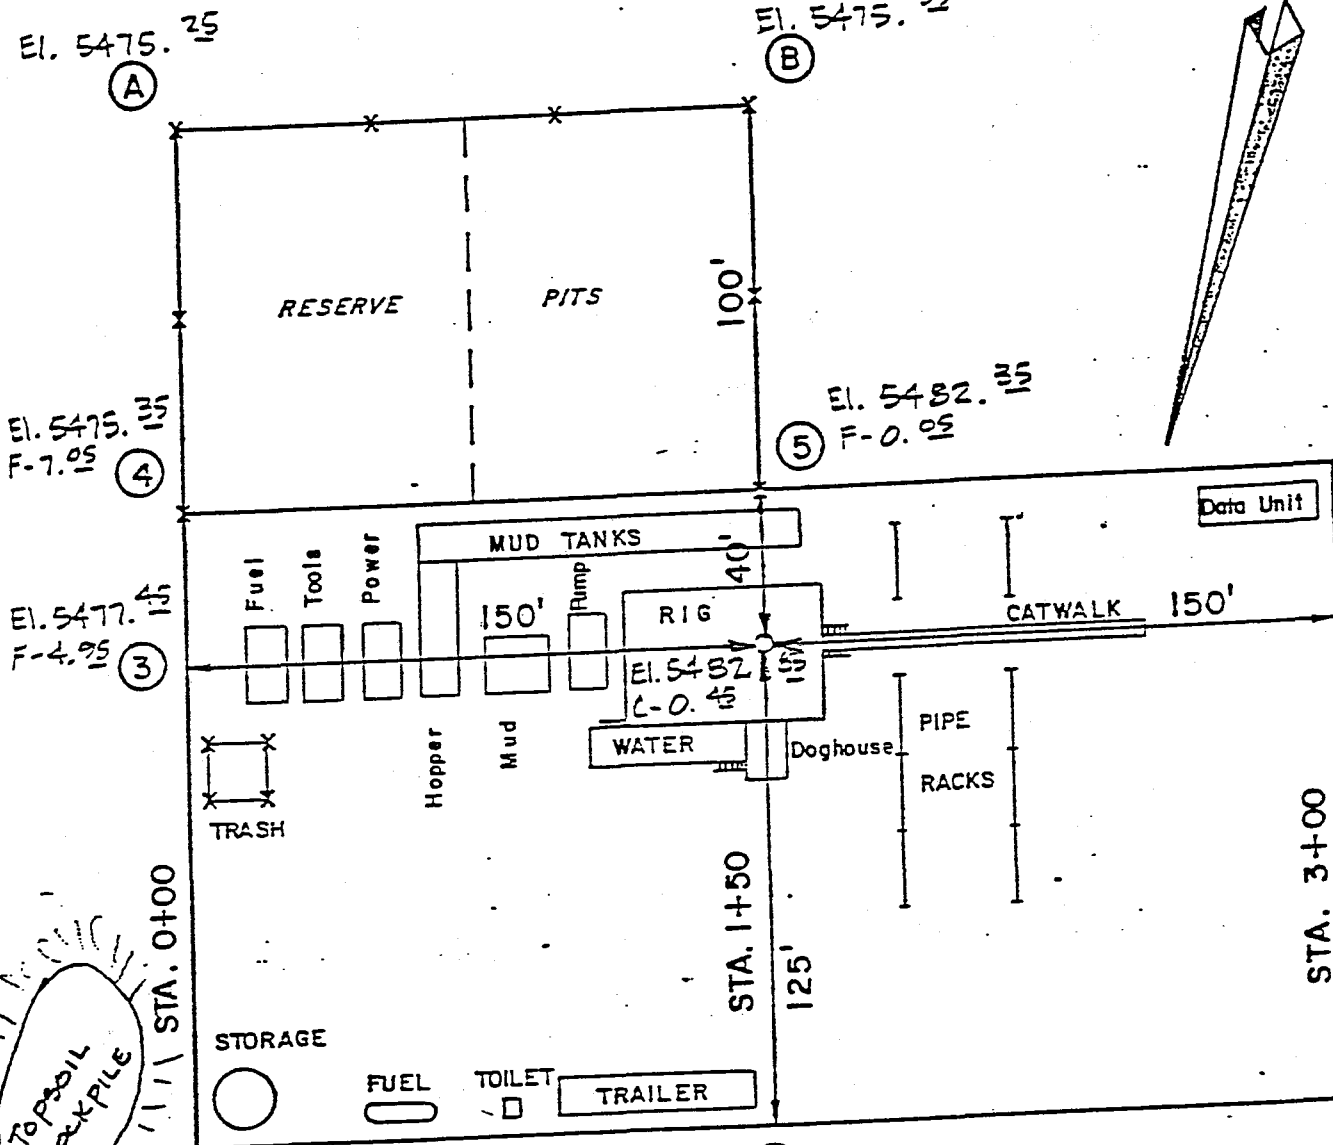 El. 5475.25
A
El. 5475.
B
RESERVE PITS
100'
El. 5475.35
F-7.05
4
El. 5482.35
F-0.05
5
Data Unit
MUD TANKS
Fuel
Tools
Power
150'
Pump
40'
RIG
CATWALK
150'
El. 5477.45
F-4.95
3
El. 5482
C-0.45
WATER
Doghouse
PIPE
RACKS
Hopper
Mud
TRASH
STA. 0+00
STA. 1+50
125'
STA. 3+00
STORAGE
FUEL
TOILET
TRAILER
TOPSOIL